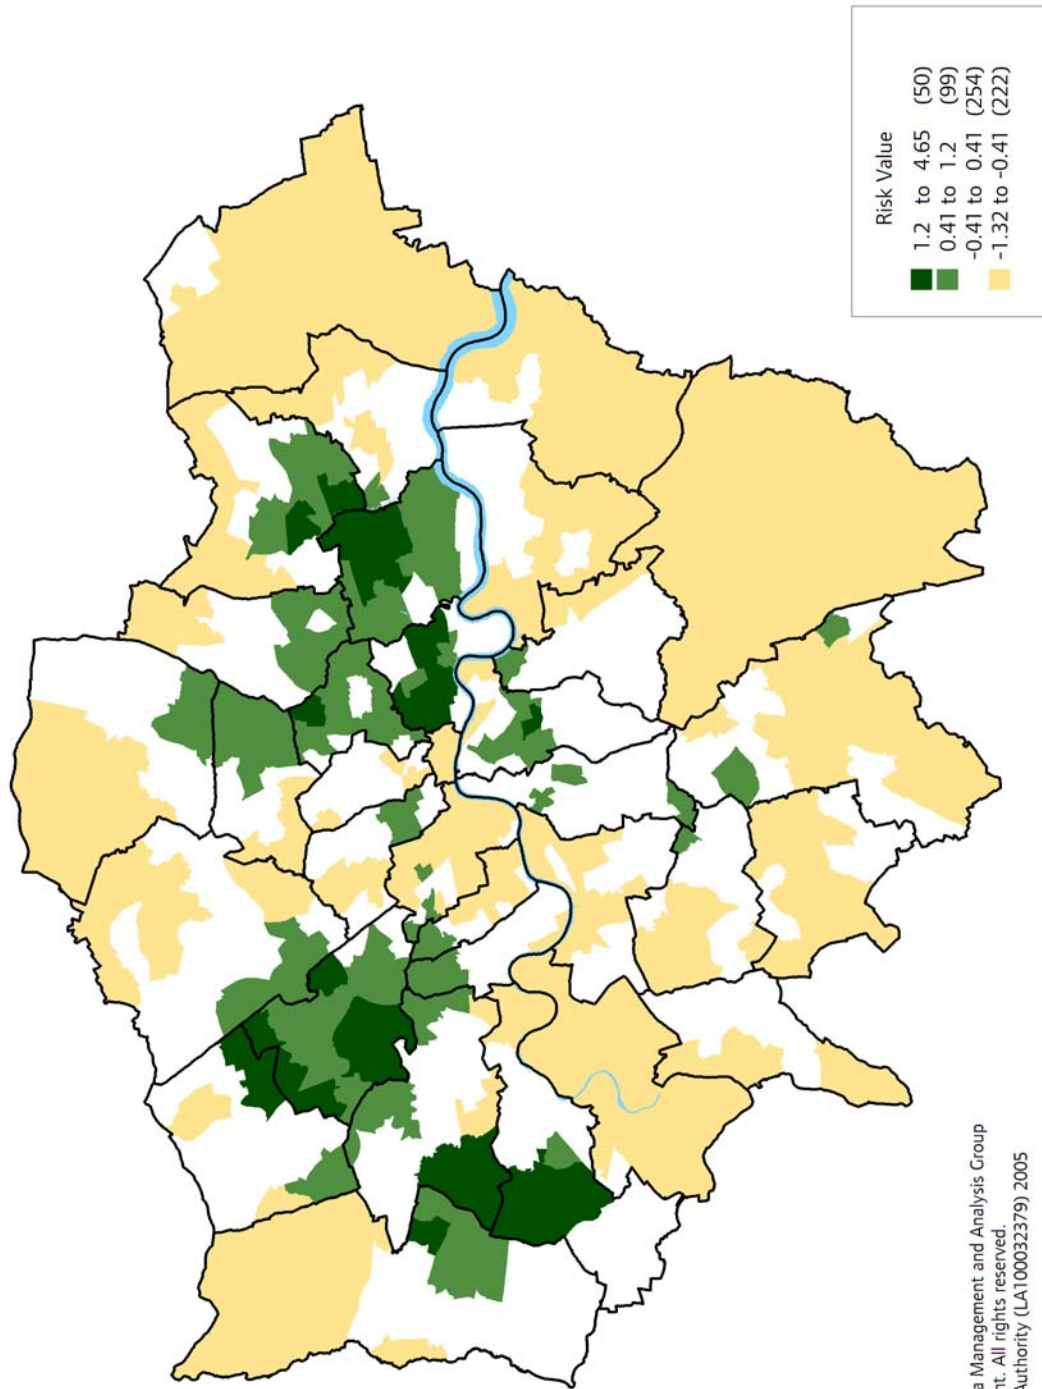 Risk Value
1.2 to 4.65 (50)
0.41 to 1.2 (99)
-0.41 to 0.41 (254)
-1.32 to -0.41 (222)
Management and Analysis Group
All rights reserved.
Authority (LA100032379) 2005